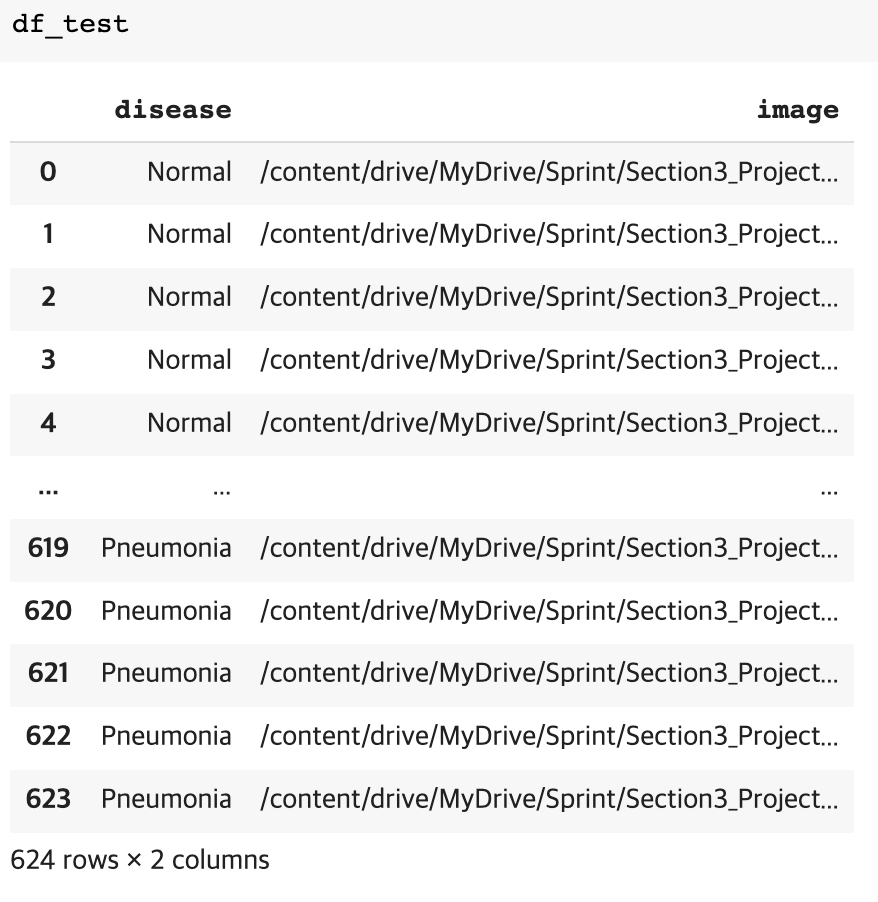 df_test
disease image
0 Normal /content/drive/MyDrive/Sprint/Section3_Project...
1 Normal /content/drive/MyDrive/Sprint/Section3_Project...
2 Normal /content/drive/MyDrive/Sprint/Section3_Project...
3 Normal /content/drive/MyDrive/Sprint/Section3_Project...
4 Normal /content/drive/MyDrive/Sprint/Section3_Project...
... ... ...
619 Pneumonia /content/drive/MyDrive/Sprint/Section3_Project...
620 Pneumonia /content/drive/MyDrive/Sprint/Section3_Project...
621 Pneumonia /content/drive/MyDrive/Sprint/Section3_Project...
622 Pneumonia /content/drive/MyDrive/Sprint/Section3_Project...
623 Pneumonia /content/drive/MyDrive/Sprint/Section3_Project...
624 rows × 2 columns